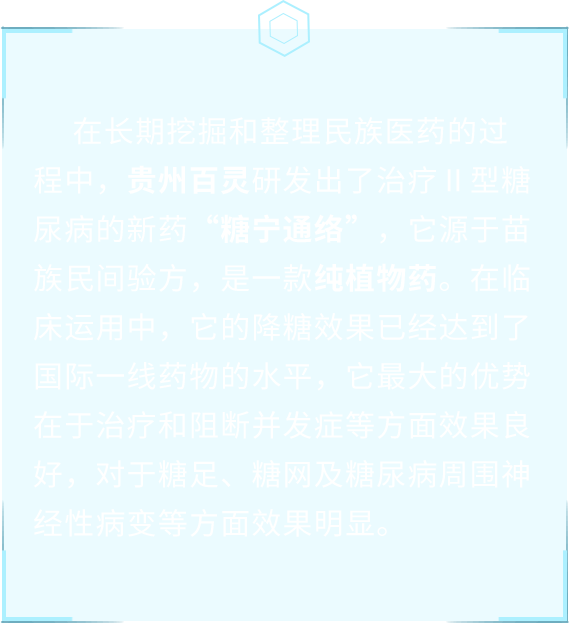 在长期挖掘和整理民族医药的过
程中，贵州百灵研发出了治疗Ⅱ型糖
尿病的新药“糖宁通络”，它源于苗
族民间验方，是一款纯植物药。在临
床运用中，它的降糖效果已经达到了
国际一线药物的水平，它最大的优势
在于治疗和阻断并发症等方面效果良
好，对于糖足、糖网及糖尿病周围神
经性病变等方面效果明显。